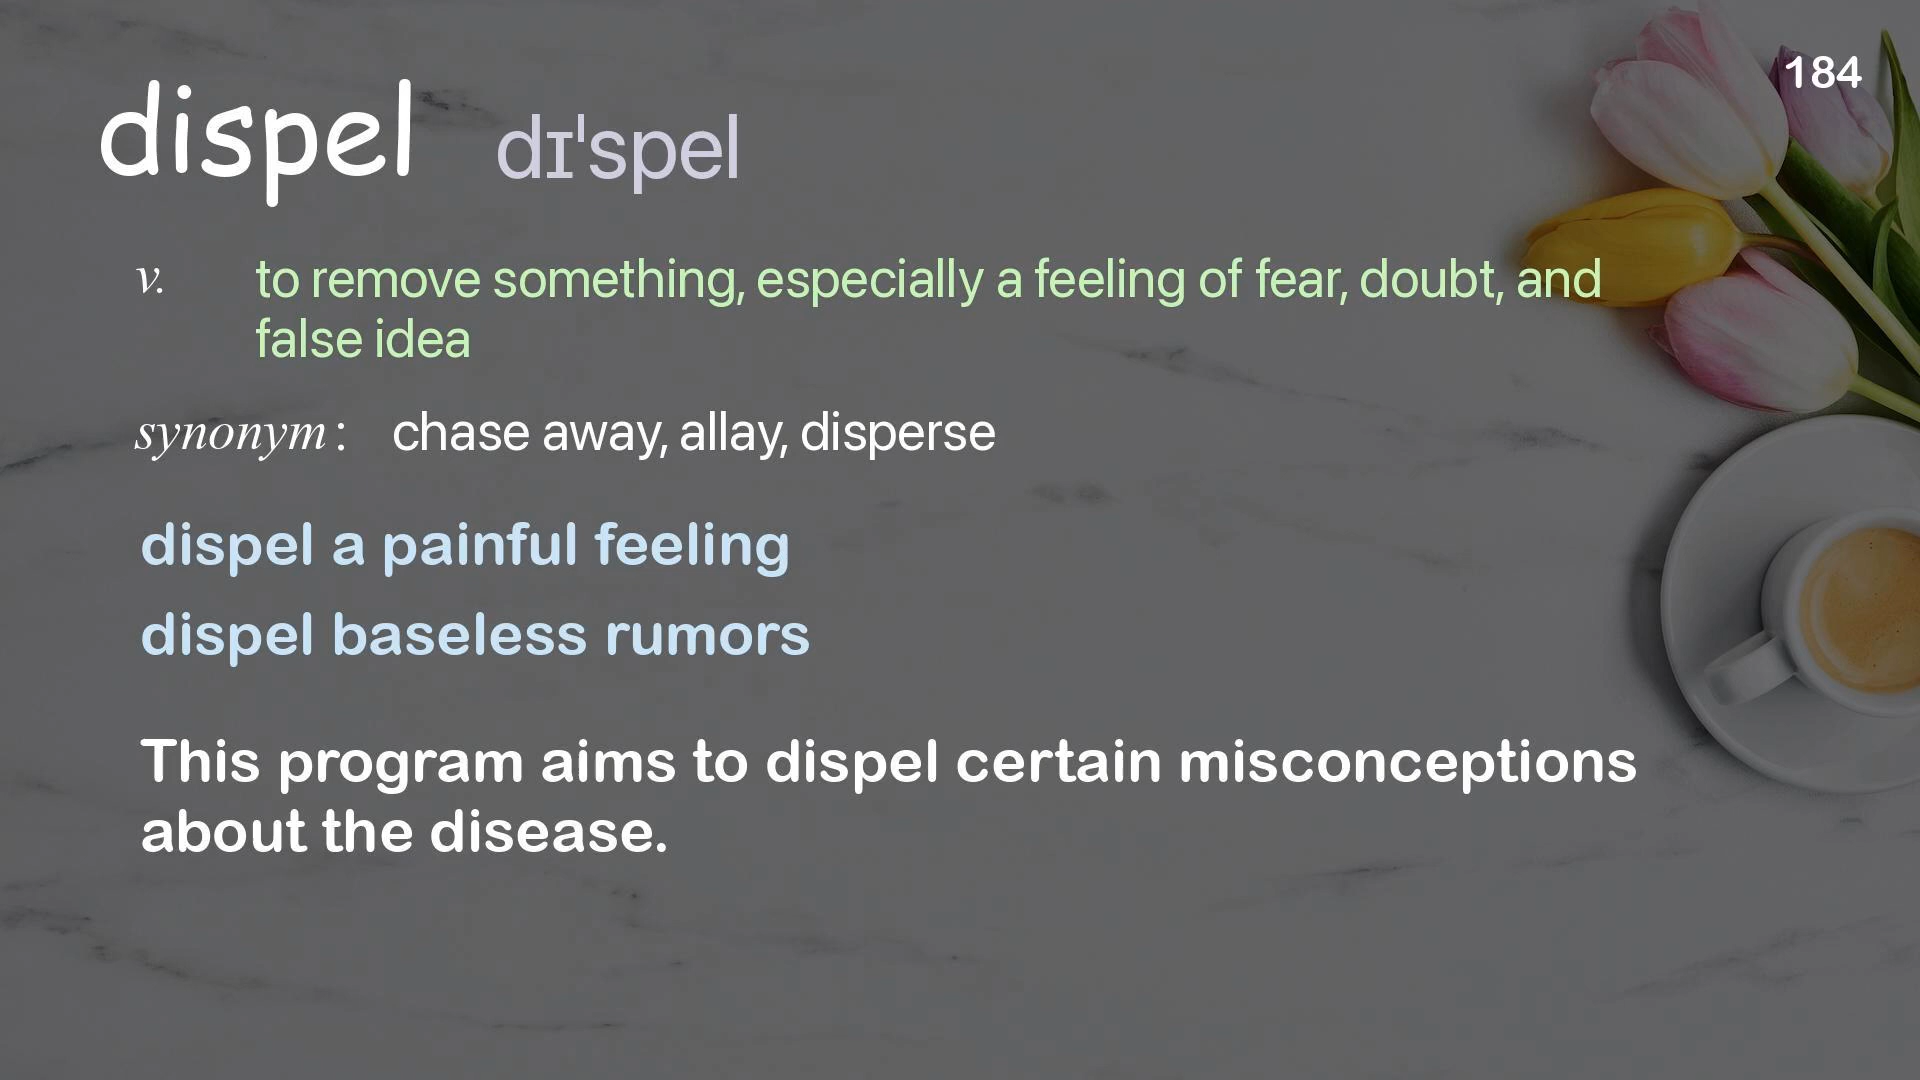 184
dispel dɪ'spel
v. to remove something, especially a feeling of fear, doubt, and
false idea
synonym : chase away, allay, disperse
dispel a painful feeling
dispel baseless rumors
This program aims to dispel certain misconceptions
about the disease.